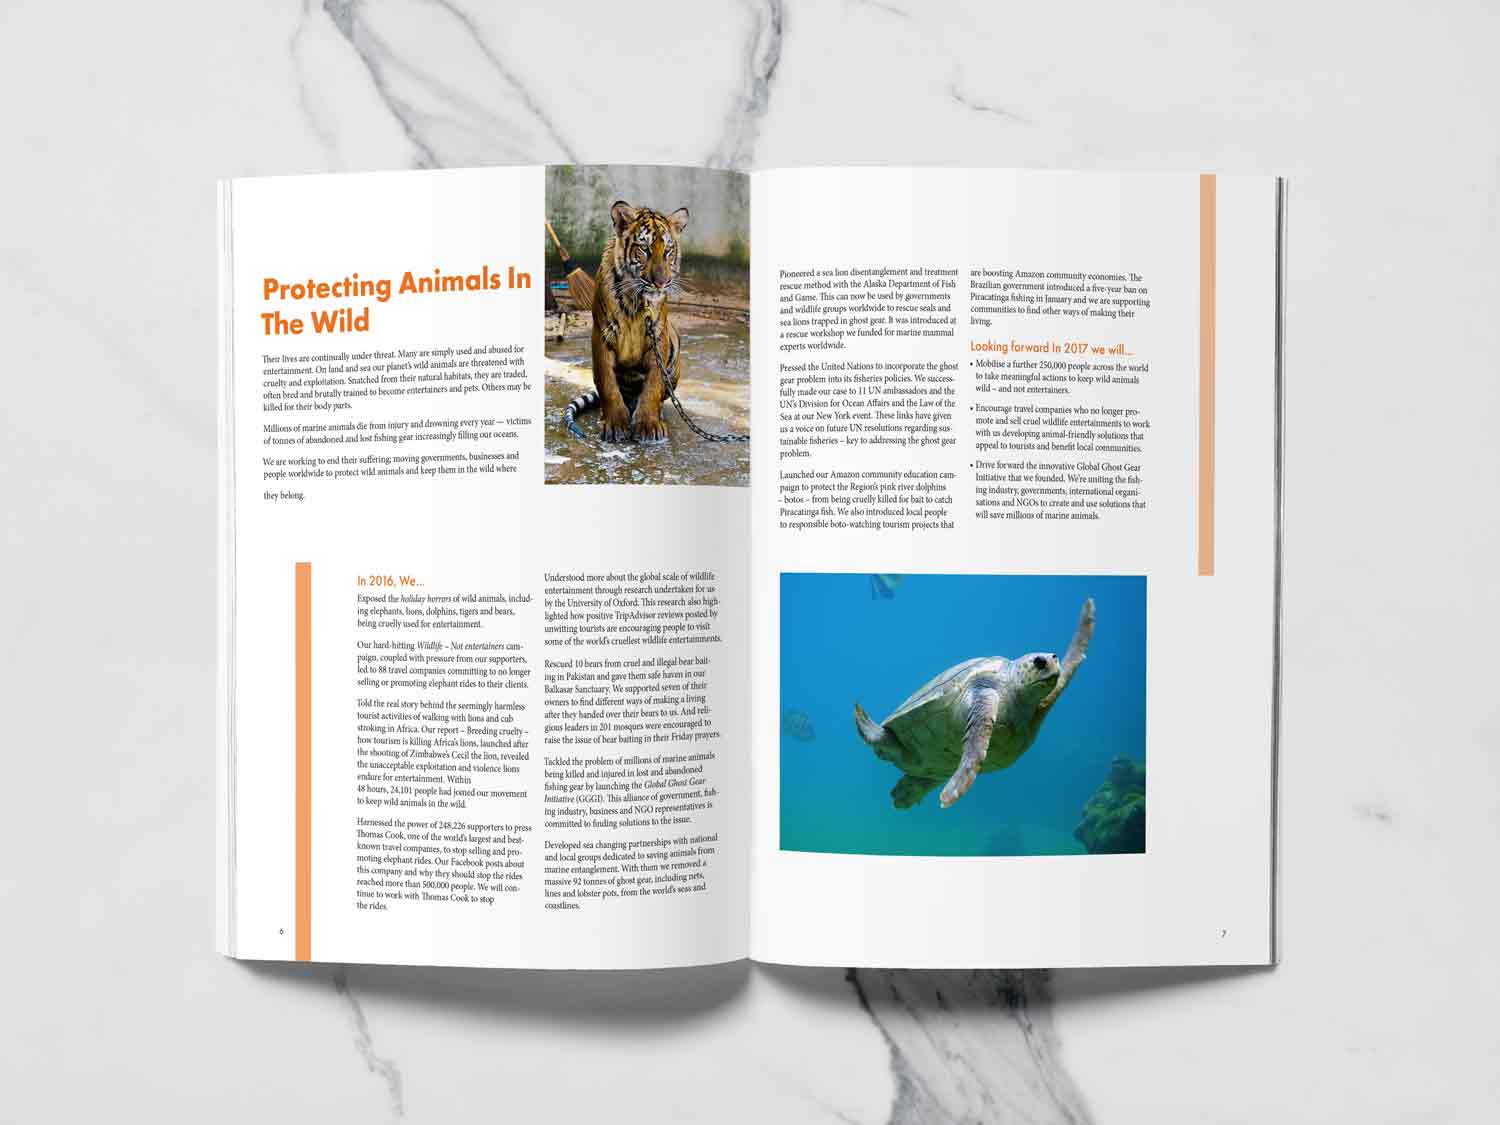 Protecting Animals In
The Wild
Their lives are continually under threat. Many are simply used and abused for
entertainment. On land and sea our planet's wild animals are threatened with
cruelty and exploitation. Snatched from their natural habitats, they are traded,
often bred and brutally trained to become entertainers and pets. Others may be
killed for their body parts.
Millions of marine animals die from injury and drowning every year — victims
of tonnes of abandoned and lost fishing gear increasingly filling our oceans.
We are working to end their suffering; moving governments, businesses and
people worldwide to protect wild animals and keep them in the wild where
they belong.
In 2016, We...
Exposed the holiday horrors of wild animals, includ-
ing elephants, lions, dolphins, tigers and bears,
being cruelly used for entertainment.
Our hard-hitting Wildlife – Not entertainers cam-
paign, coupled with pressure from our supporters,
led to 88 travel companies committing to no longer
selling or promoting elephant rides to their clients.
Told the real story behind the seemingly harmless
tourist activities of walking with lions and cub
stroking in Africa. Our report – Breeding cruelty –
how tourism is killing Africa's lions, launched after
the shooting of Zimbabwe's Cecil the lion, revealed
the unacceptable exploitation and violence lions
endure for entertainment. Within
48 hours, 24,101 people had joined our movement
to keep wild animals in the wild.
Harnessed the power of 248,226 supporters to press
Thomas Cook, one of the world's largest and best-
known travel companies, to stop selling and pro-
moting elephant rides. Our Facebook posts about
this company and why they should stop the rides
reached more than 500,000 people. We will con-
tinue to work with Thomas Cook to stop
the rides.
Understood more about the global scale of wildlife
entertainment through research undertaken for us
by the University of Oxford. This research also high-
lighted how positive TripAdvisor reviews posted by
unwitting tourists are encouraging people to visit
some of the world's cruellest wildlife entertainments.
Rescued 10 bears from cruel and illegal bear bait-
ing in Pakistan and gave them safe haven in our
Balkasar Sanctuary. We supported seven of their
owners to find different ways of making a living
after they handed over their bears to us. And reli-
gious leaders in 201 mosques were encouraged to
raise the issue of bear baiting in their Friday prayers.
Tackled the problem of millions of marine animals
being killed and injured in lost and abandoned
fishing gear by launching the Global Ghost Gear
Initiative (GGGI). This alliance of government, fish-
ing industry, business and NGO representatives is
committed to finding solutions to the issue.
Developed sea changing partnerships with national
and local groups dedicated to saving animals from
marine entanglement. With them we removed a
massive 92 tonnes of ghost gear, including nets,
lines and lobster pots, from the world's seas and
coastlines.
6
Pioneered a sea lion disentanglement and treatment
rescue method with the Alaska Department of Fish
and Game. This can now be used by governments
and wildlife groups worldwide to rescue seals and
sea lions trapped in ghost gear. It was introduced at
a rescue workshop we funded for marine mammal
experts worldwide.
Pressed the United Nations to incorporate the ghost
gear problem into its fisheries policies. We success-
fully made our case to 11 UN ambassadors and the
UN's Division for Ocean Affairs and the Law of the
Sea at our New York event. These links have given
us a voice on future UN resolutions regarding sus-
tainable fisheries – key to addressing the ghost gear
problem.
Launched our Amazon community education cam-
paign to protect the Region's pink river dolphins
- botos – from being cruelly killed for bait to catch
Piracatinga fish. We also introduced local people
to responsible boto-watching tourism projects that
are boosting Amazon community economies. The
Brazilian government introduced a five-year ban on
Piracatinga fishing in January and we are supporting
communities to find other ways of making their
living.
Looking forward In 2017 we will...
• Mobilise a further 250,000 people across the world
to take meaningful actions to keep wild animals
wild – and not entertainers.
• Encourage travel companies who no longer pro-
mote and sell cruel wildlife entertainments to work
with us developing animal-friendly solutions that
appeal to tourists and benefit local communities.
• Drive forward the innovative Global Ghost Gear
Initiative that we founded. We're uniting the fish-
ing industry, governments, international organi-
sations and NGOs to create and use solutions that
will save millions of marine animals.
7